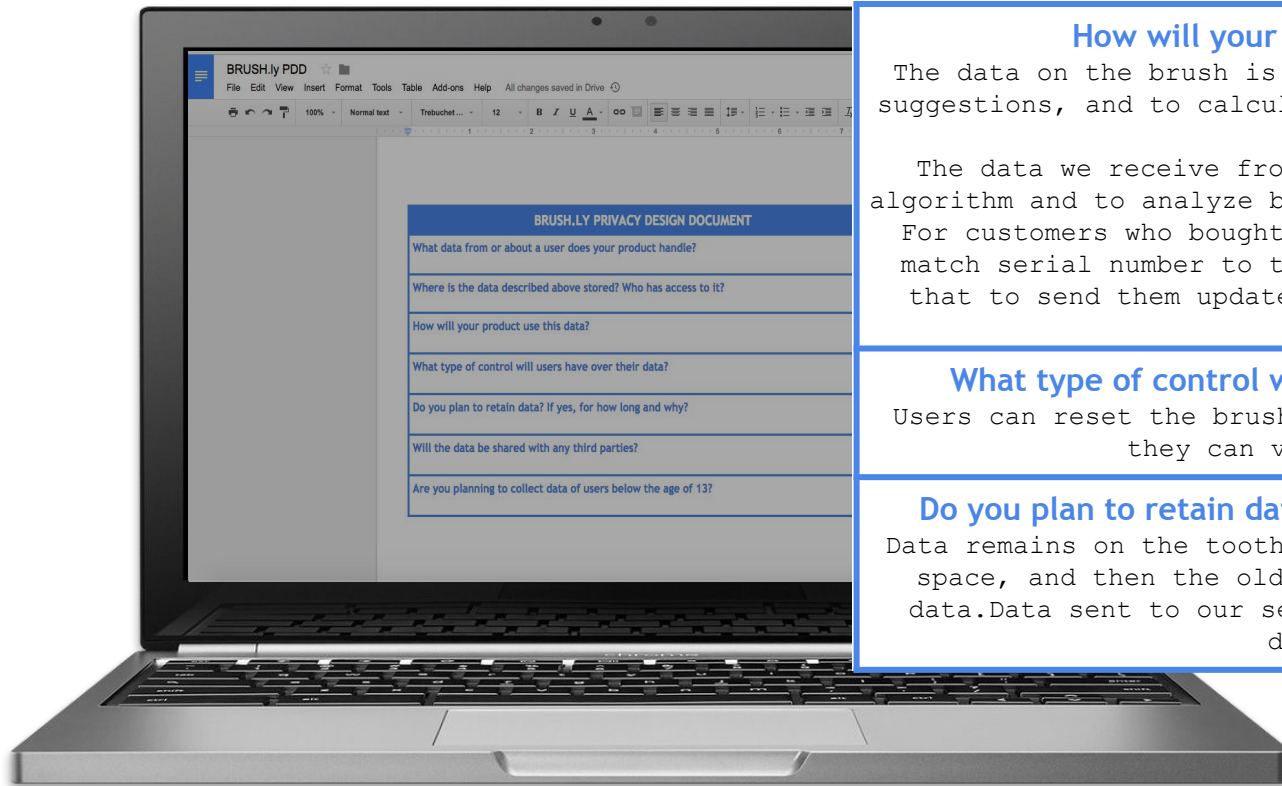 BRUSH.ly PDD
File Edit View Insert Format Tools Table Add-ons Help All changes saved in Drive
100% Normal text Trebuchet ... 12 B I U A
1 2 3 4 5 6 7
BRUSH.LY PRIVACY DESIGN DOCUMENT
What data from or about a user does your product handle?
Where is the data described above stored? Who has access to it?
How will your product use this data?
What type of control will users have over their data?
Do you plan to retain data? If yes, for how long and why?
Will the data be shared with any third parties?
Are you planning to collect data of users below the age of 13?
How will your
The data on the brush is
suggestions, and to calcul
The data we receive fro
algorithm and to analyze b
For customers who bought
match serial number to t
that to send them update
What type of control w
Users can reset the brush
they can v
Do you plan to retain dat
Data remains on the tooth
space, and then the old
data.Data sent to our se
d